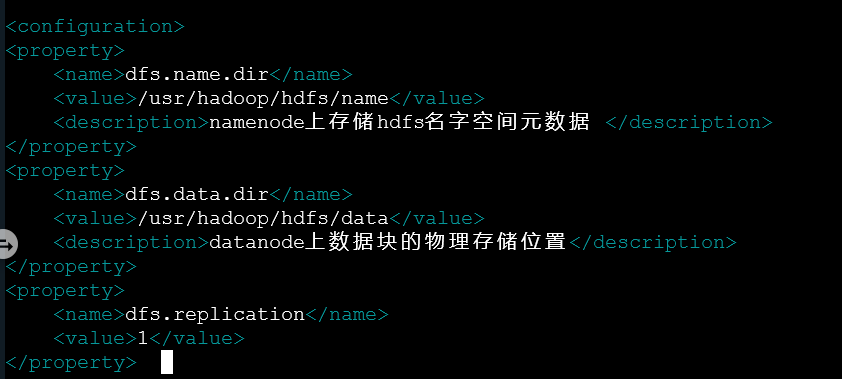 <configuration>
<property>
    <name>dfs.name.dir</name>
    <value>/usr/hadoop/hdfs/name</value>
    <description>namenode上存储hdfs名字空间元数据 </description>
</property>
<property>
    <name>dfs.data.dir</name>
    <value>/usr/hadoop/hdfs/data</value>
    <description>datanode上数据块的物理存储位置</description>
</property>
<property>
    <name>dfs.replication</name>
    <value>1</value>
</property>